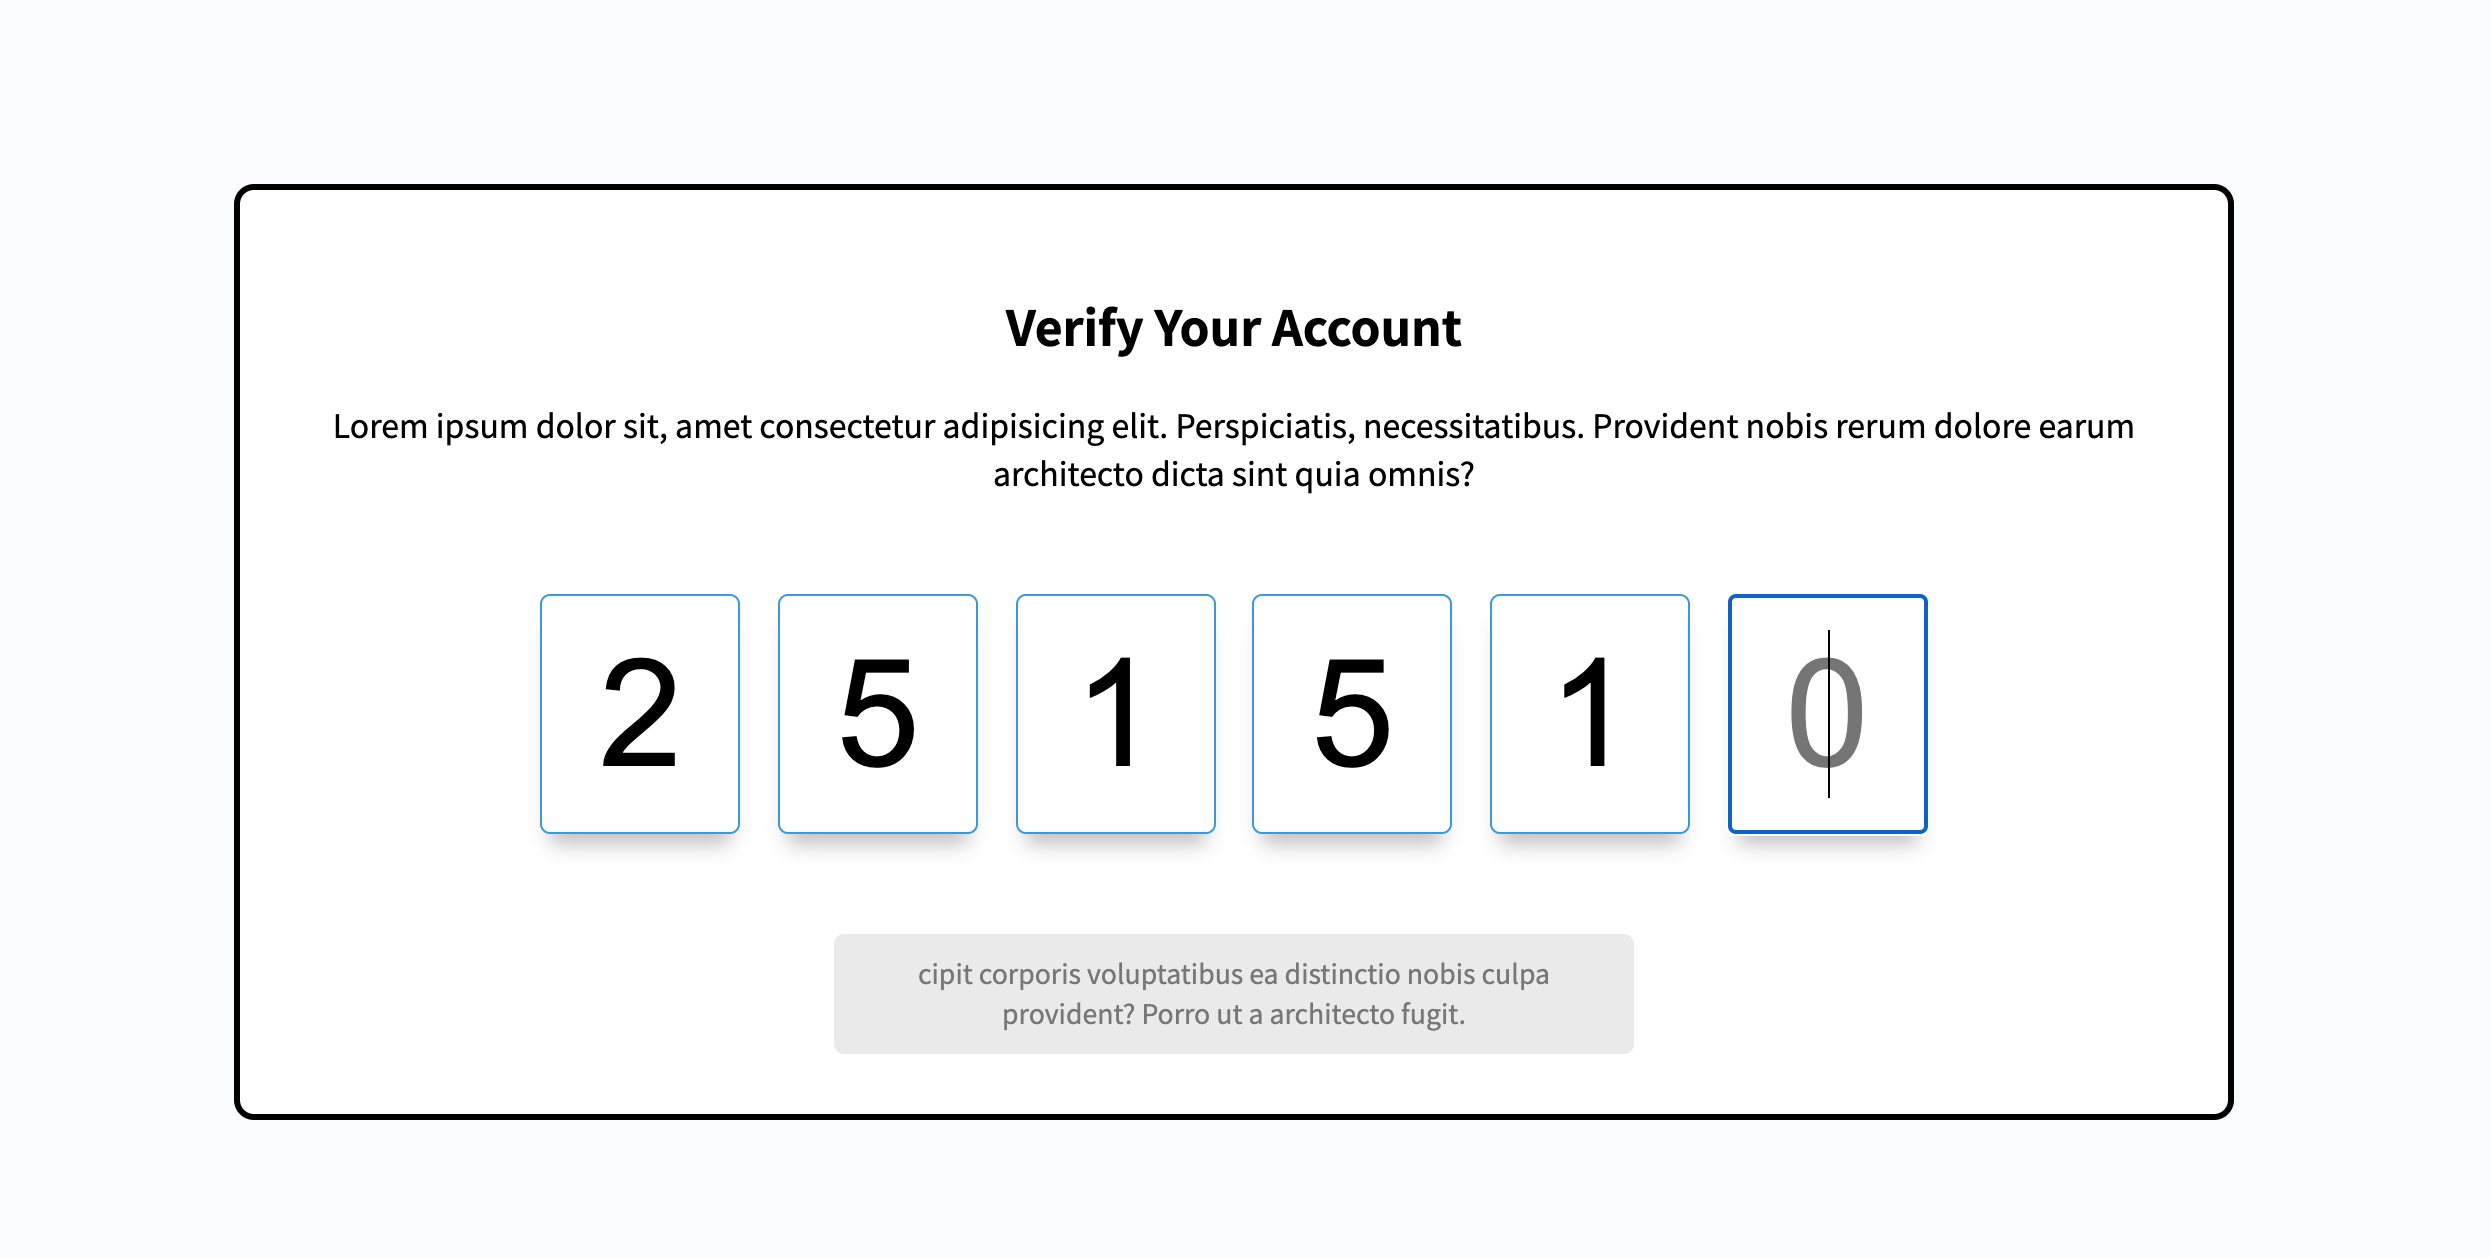 Verify Your Account
Lorem ipsum dolor sit, amet consectetur adipisicing elit. Perspiciatis, necessitatibus. Provident nobis rerum dolore earum
architecto dicta sint quia omnis?
2 5 1 5 1 0
cipit corporis voluptatibus ea distinctio nobis culpa
provident? Porro ut a architecto fugit.